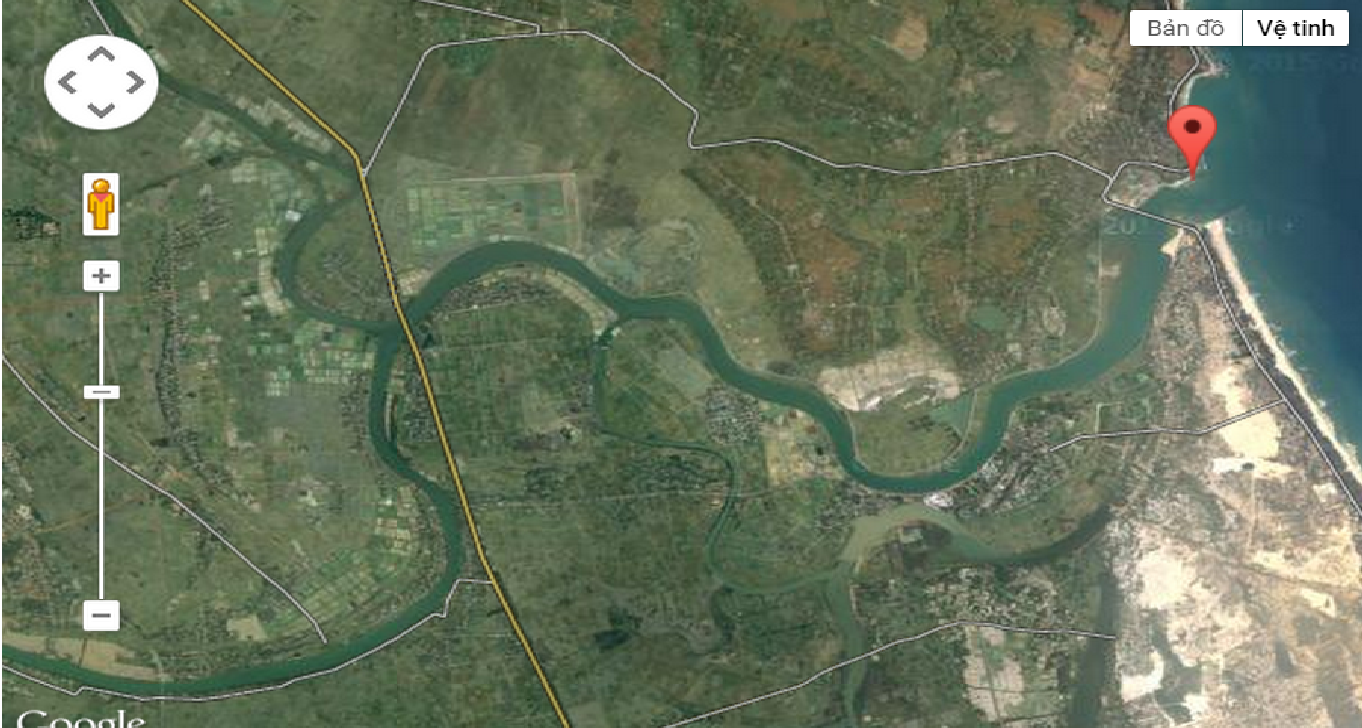 Bản đồ
Vệ tinh
Google